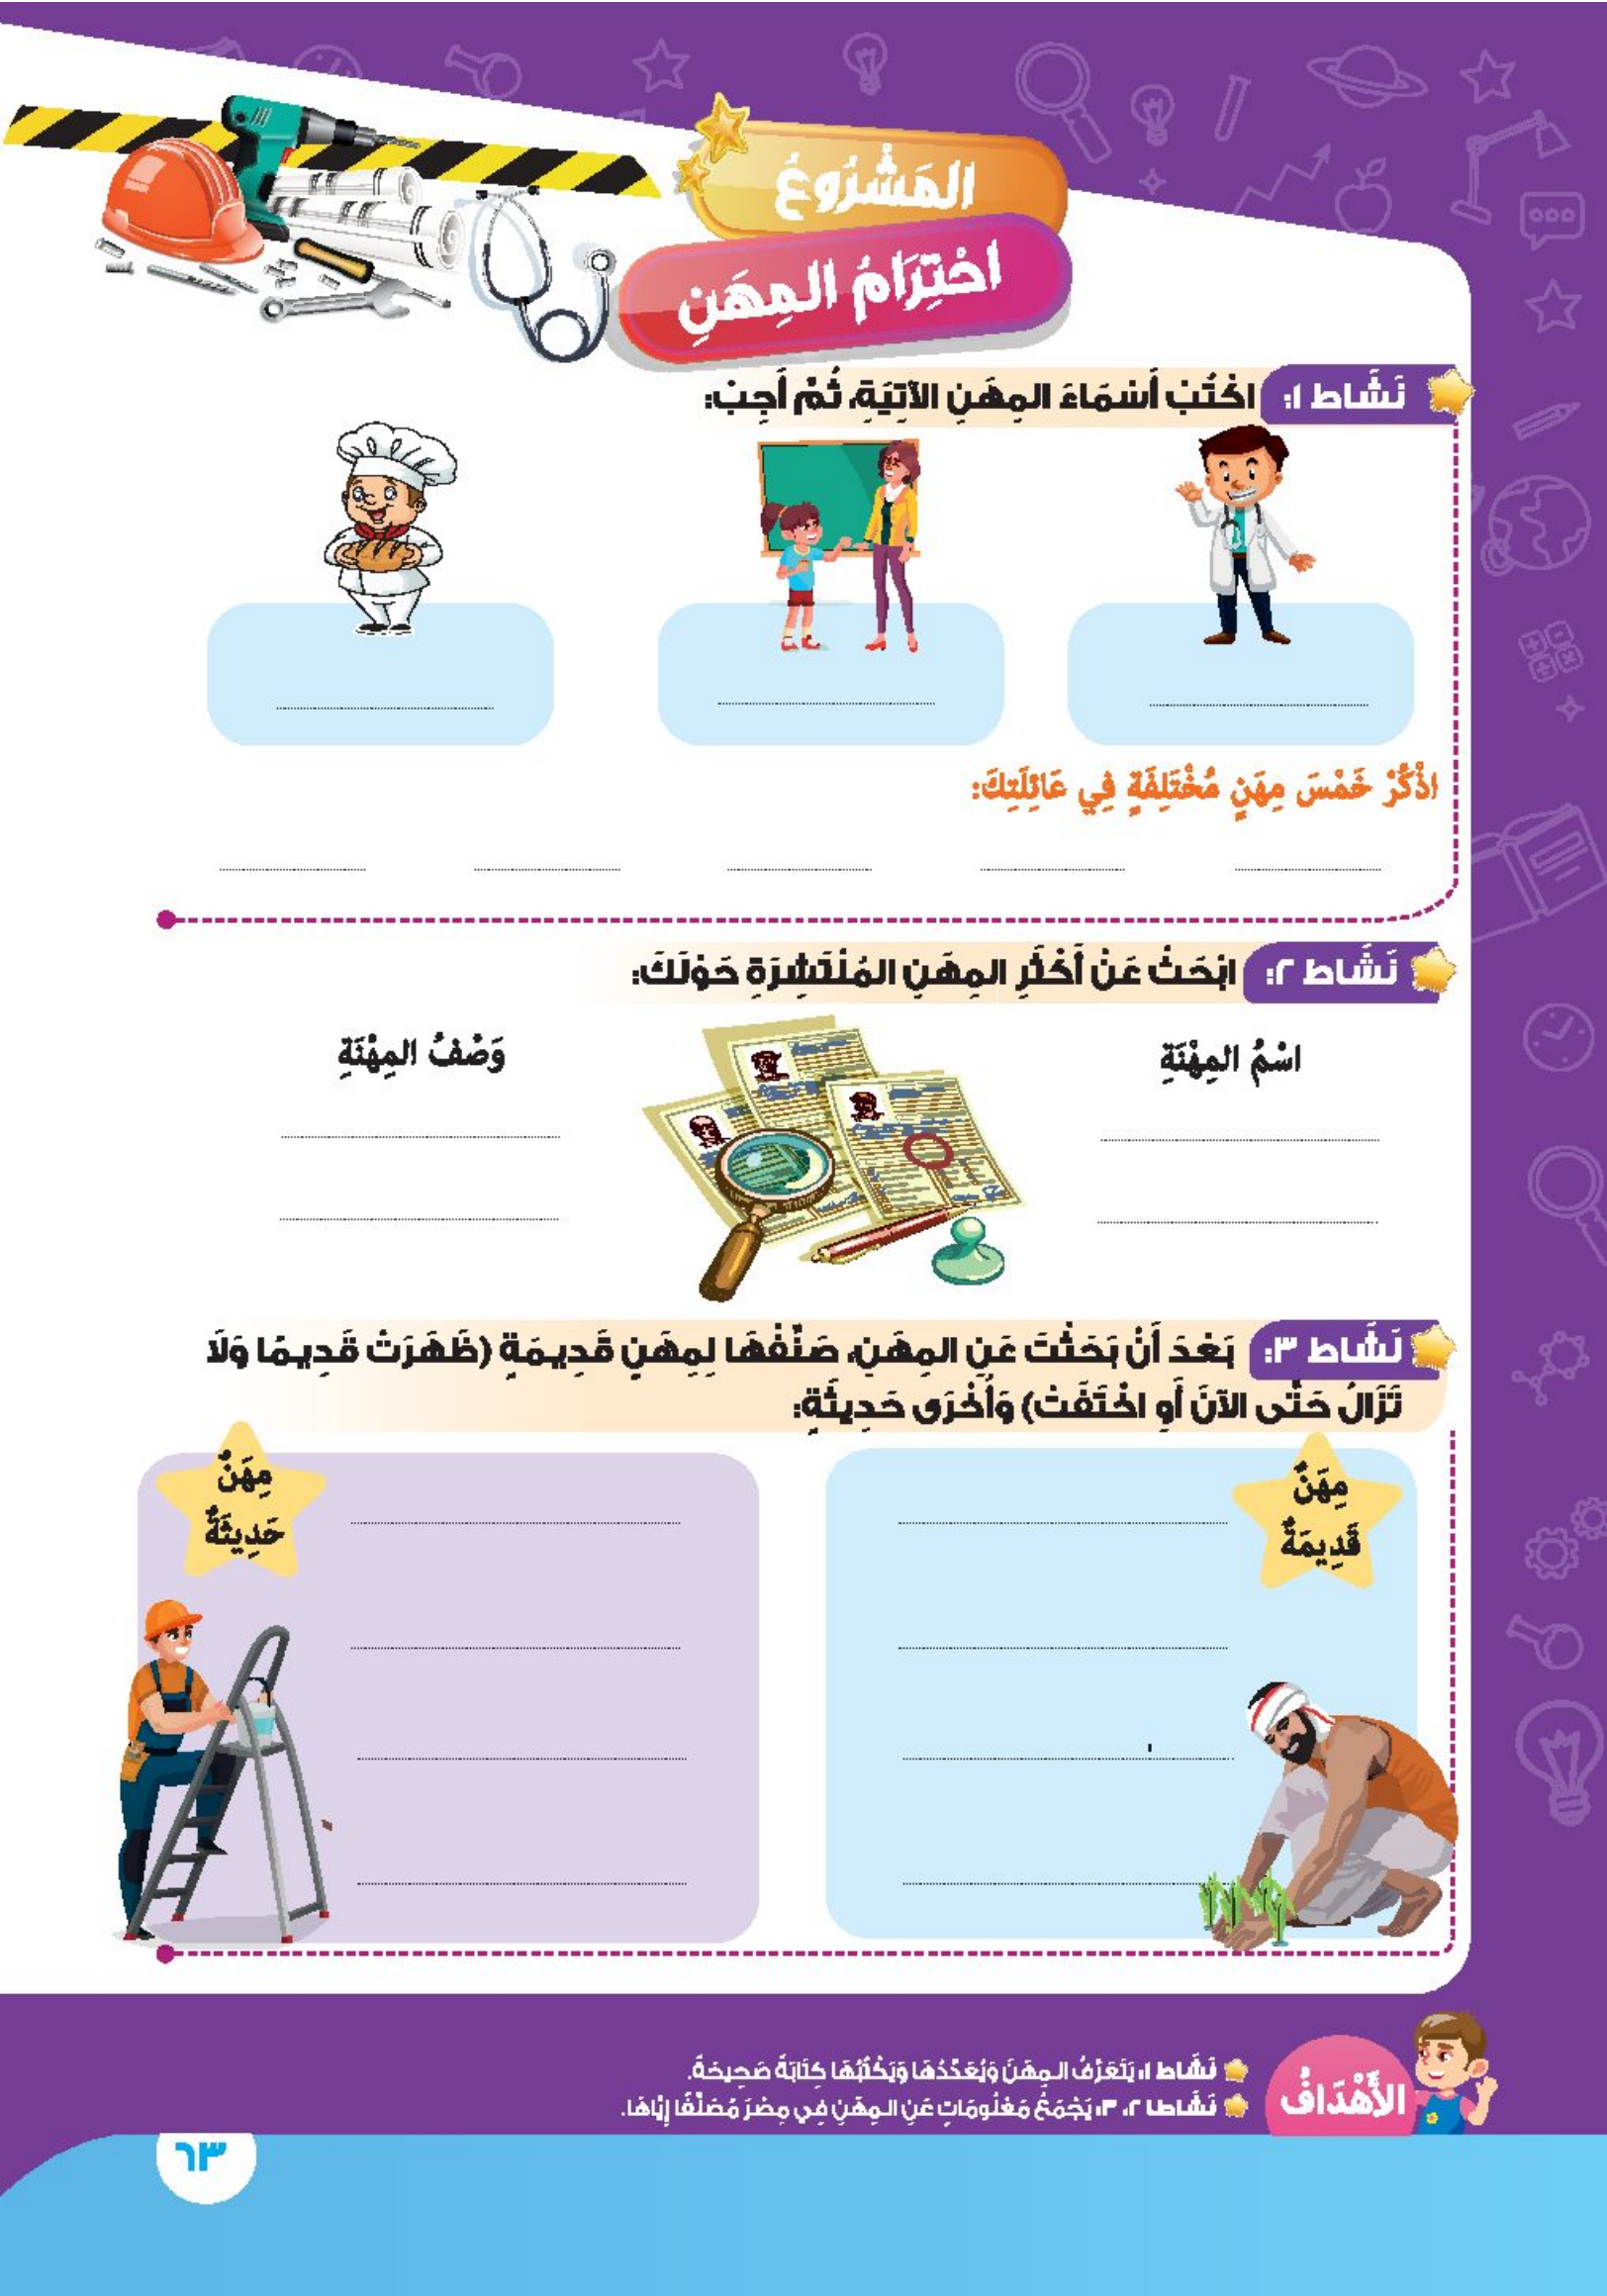 المَشْرُوعُ
احْتِرَامُ المِهَنِ
نَشَاط ١: اكْتُبْ أَسْمَاءَ المِهَنِ الآتِيَةِ، ثُمَّ أَجِبْ:
اذْكُرْ خَمْسَ مِهَنٍ مُخْتَلِفَةٍ فِي عَائِلَتِكَ:
نَشَاط ٢: ابْحَثْ عَنْ أَكْثَرِ المِهَنِ المُنْتَشِرَةِ حَوْلَكَ:
اسْمُ المِهْنَةِ
وَصْفُ المِهْنَةِ
نَشَاط ٣: بَعْدَ أَنْ بَحَثْتَ عَنِ المِهَنِ، صَنِّفْهَا لِمِهَنٍ قَدِيمَةٍ (ظَهَرَتْ قَدِيمًا وَلَا
تَزَالُ حَتَّى الآنَ أَو اخْتَفَتْ) وَأُخْرَى حَدِيثَةٍ:
مِهَنٌ
قَدِيمَةٌ
مِهَنٌ
حَدِيثَةٌ
الأَهْدَافُ
نَشَاط ١: يَتَعَرَّفُ المِهَنَ وَيُعَدِّدُهَا وَيَكْتُبُهَا كِتَابَةً صَحِيحَةً.
نَشَاطا ٢، ٣: يَجْمَعُ مَعْلُومَاتٍ عَنِ المِهَنِ فِي مِصْرَ مُصَنِّفًا إِيَّاهَا.
٦٣